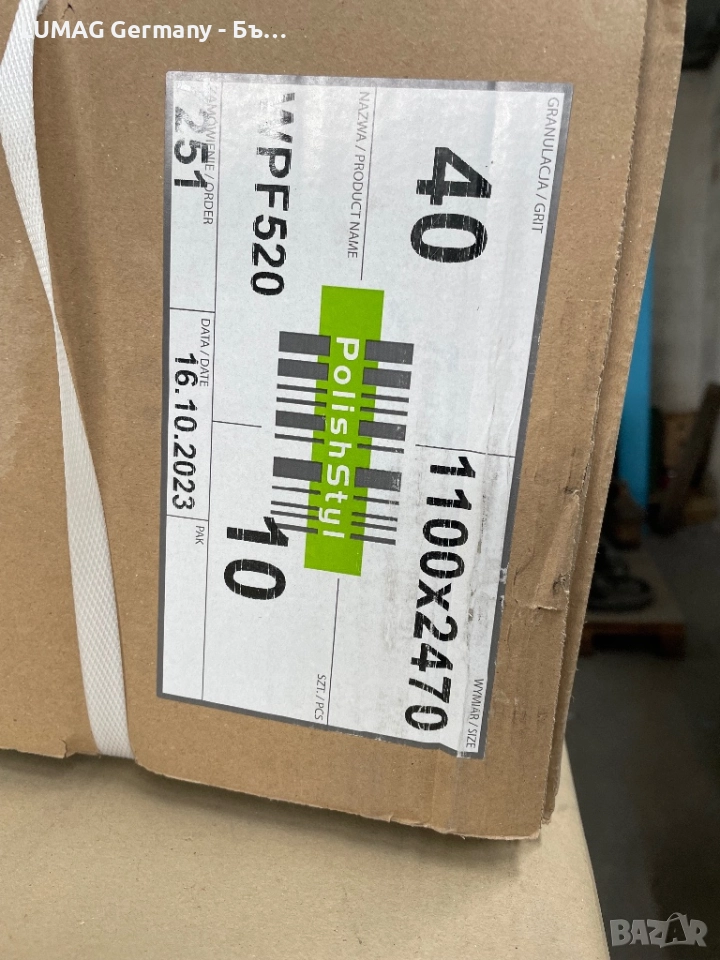 JUMAG Germany - Бъ...
GRANULACJA / GRIT
40
WYMIAR / SIZE
1100x2470
NAZWA / PRODUCT NAME
WPF520
PolishStyl
SZT. / PCS
10
ZAMÓWIENIE / ORDER
251
DATA / DATE
16.10.2023
PAK
BAZAR